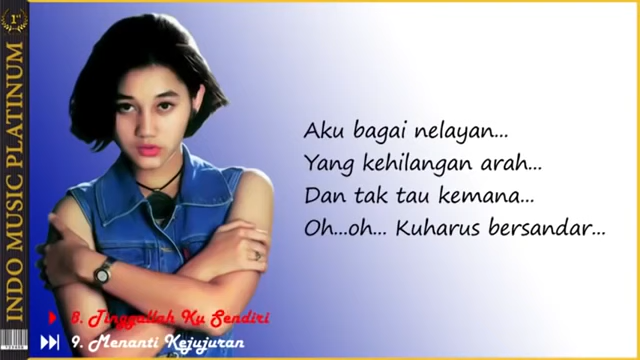 INDO MUSIC PLATINUM
1st
Aku bagai nelayan...
Yang kehilangan arah...
Dan tak tau kemana...
Oh...oh... Kuharus bersandar...
8. Tinggallah Ku Sendiri
9. Menanti Kejujuran